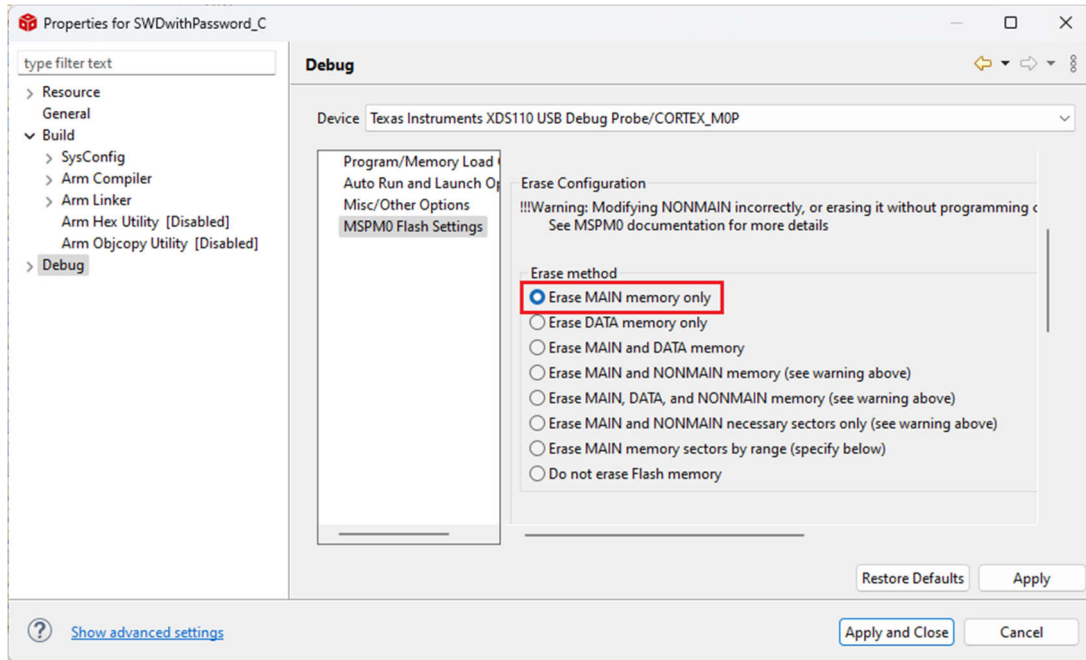 Properties for SWDwithPassword_C
type filter text
Resource
General
Build
SysConfig
Arm Compiler
Arm Linker
Arm Hex Utility [Disabled]
Arm Objcopy Utility [Disabled]
Debug
Debug
Device Texas Instruments XDS110 USB Debug Probe/CORTEX_M0P
Program/Memory Load
Auto Run and Launch Op
Misc/Other Options
MSPM0 Flash Settings
Erase Configuration
!!!Warning: Modifying NONMAIN incorrectly, or erasing it without programming
See MSPM0 documentation for more details
Erase method
Erase MAIN memory only
Erase DATA memory only
Erase MAIN and DATA memory
Erase MAIN and NONMAIN memory (see warning above)
Erase MAIN, DATA, and NONMAIN memory (see warning above)
Erase MAIN and NONMAIN necessary sectors only (see warning above)
Erase MAIN memory sectors by range (specify below)
Do not erase Flash memory
Restore Defaults
Apply
? Show advanced settings
Apply and Close
Cancel